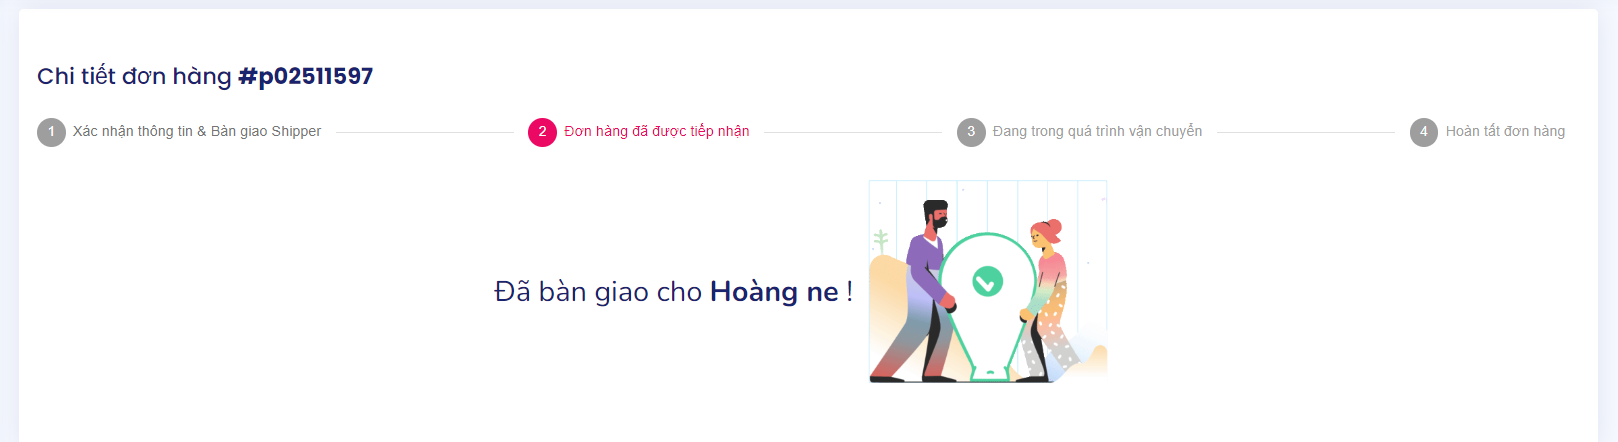 Chi tiết đơn hàng #p02511597
1 Xác nhận thông tin & Bàn giao Shipper 2 Đơn hàng đã được tiếp nhận 3 Đang trong quá trình vận chuyển 4 Hoàn tất đơn hàng
Đã bàn giao cho Hoàng ne !